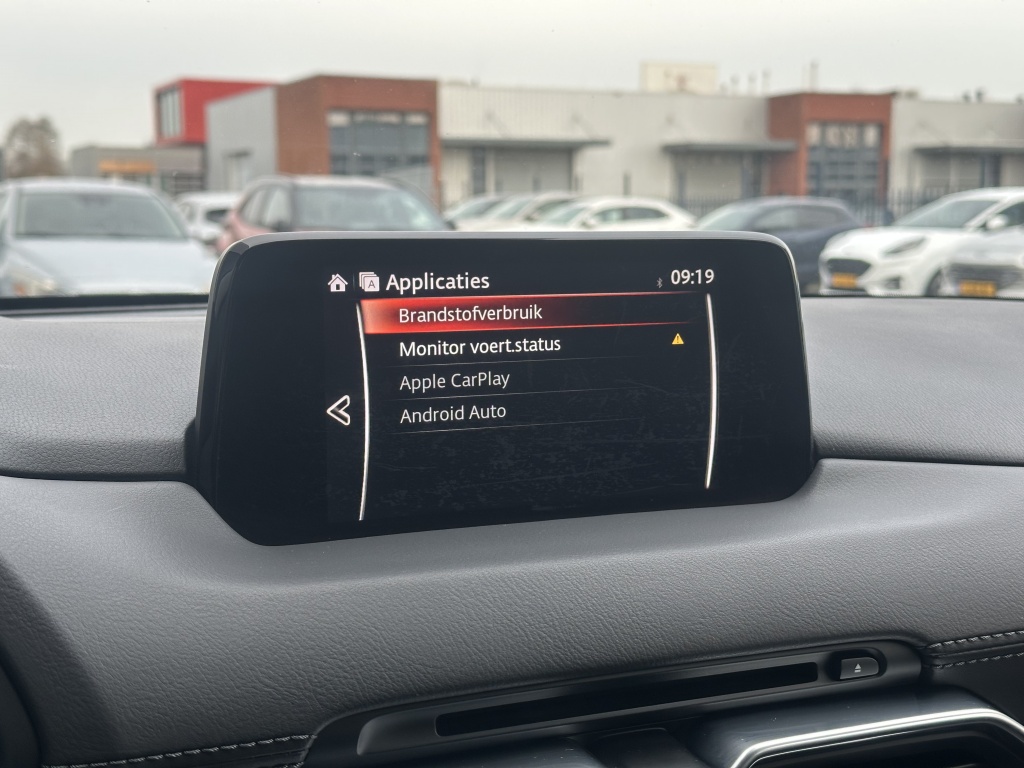 Applicaties
09:19
Brandstofverbruik
Monitor voert.status
Apple CarPlay
Android Auto